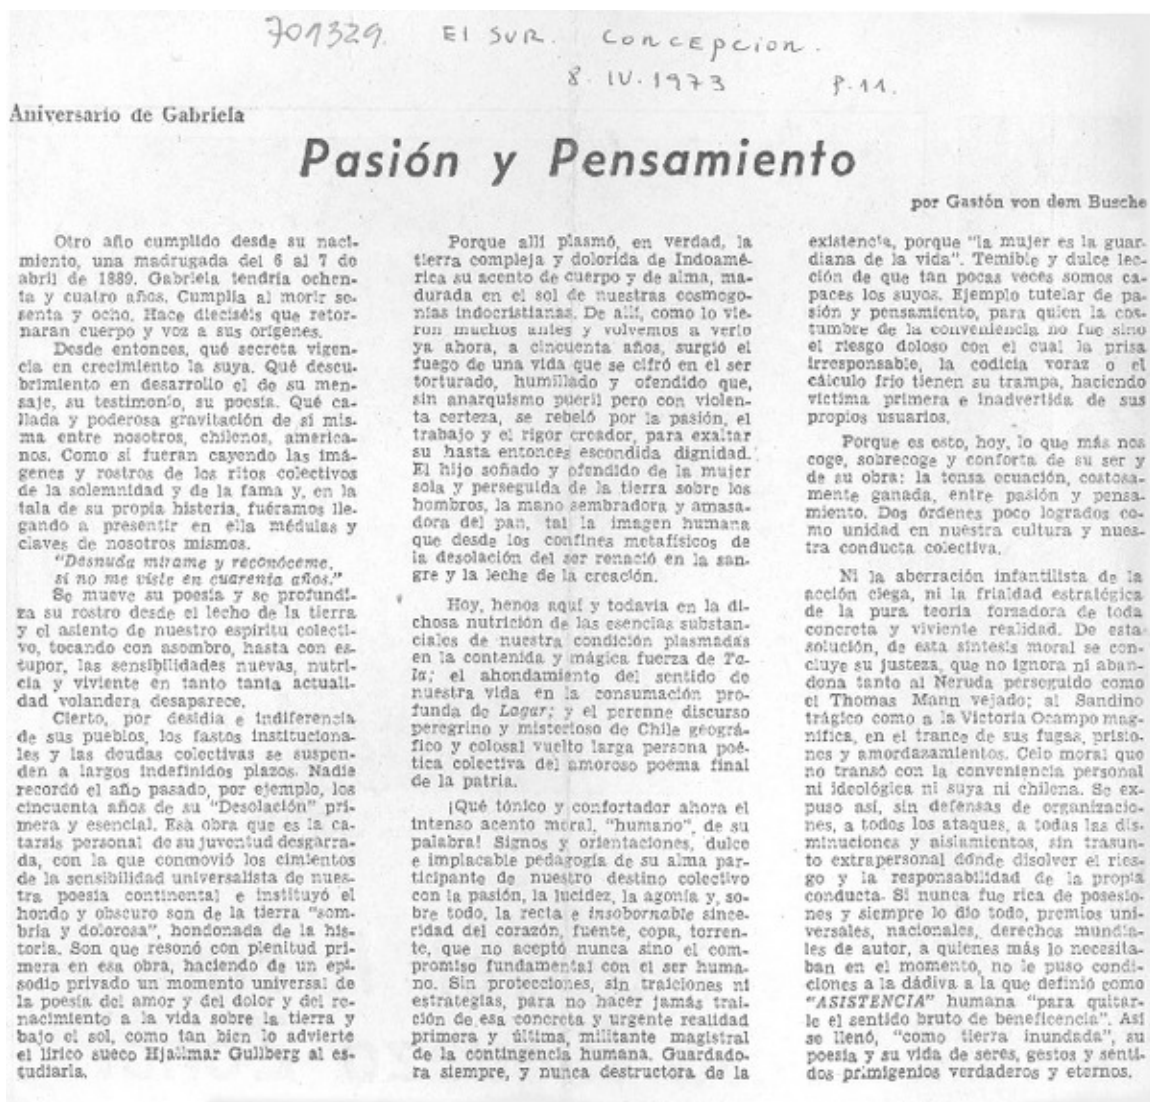 701329. El SUR. Concepcion.
8. IV. 1973 P. 11.
Aniversario de Gabriela
Pasión y Pensamiento
por Gastón von dem Busche
Otro año cumplido desde su naci-
miento, una madrugada del 6 al 7 de
abril de 1889. Gabriela tendría ochen-
ta y cuatro años. Cumplía al morir se-
senta y ocho. Hace dieciséis que retor-
naran cuerpo y voz a sus orígenes.
Desde entonces, qué secreta vigen-
cia en crecimiento la suya. Qué descu-
brimiento en desarrollo el de su men-
saje, su testimonio, su poesía. Qué ca-
llada y poderosa gravitación de sí mis-
ma entre nosotros, chilenos, america-
nos. Como si fueran cayendo las imá-
genes y rostros de los ritos colectivos
de la solemnidad y de la fama y, en la
tala de su propia histeria, fuéramos lle-
gando a presentir en ella médulas y
claves de nosotros mismos.
"Desnuda mírame y reconóceme,
si no me viste en cuarenta años."
Se mueve su poesía y se profundi-
za su rostro desde el lecho de la tierra
y el asiento de nuestro espíritu colecti-
vo, tocando con asombro, hasta con es-
tupor, las sensibilidades nuevas, nutri-
cia y viviente en tanto tanta actuali-
dad volandera desaparece.
Cierto, por desidia e indiferencia
de sus pueblos, los fastos instituciona-
les y las deudas colectivas se suspen-
den a largos indefinidos plazos. Nadie
recordó el año pasado, por ejemplo, los
cincuenta años de su "Desolación" pri-
mera y esencial. Esa obra que es la ca-
tarsis personal de su juventud desgarra-
da, con la que conmovió los cimientos
de la sensibilidad universalista de nues-
tra poesía continental e instituyó el
hondo y obscuro son de la tierra "som-
bría y dolorosa", hondonada de la his-
toria. Son que resonó con plenitud pri-
mera en esa obra, haciendo de un epi-
sodio privado un momento universal de
la poesía del amor y del dolor y del re-
nacimiento a la vida sobre la tierra y
bajo el sol, como tan bien lo advierte
el lírico sueco Hjallmar Gullberg al es-
tudiarla.
Porque allí plasmó, en verdad, la
tierra compleja y dolorida de Indoamé-
rica su acento de cuerpo y de alma, ma-
durada en el sol de nuestras cosmogo-
nías indocristianas. De allí, como lo vie-
ron muchos antes y volvemos a verlo
ya ahora, a cincuenta años, surgió el
fuego de una vida que se cifró en el ser
torturado, humillado y ofendido que,
sin anarquismo pueril pero con violen-
ta certeza, se rebeló por la pasión, el
trabajo y el rigor creador, para exaltar
su hasta entonces escondida dignidad.
El hijo soñado y ofendido de la mujer
sola y perseguida de la tierra sobre los
hombros, la mano sembradora y amasa-
dora del pan, tal la imagen humana
que desde los confines metafísicos de
la desolación del ser renació en la san-
gre y la leche de la creación.
Hoy, henos aquí y todavía en la di-
chosa nutrición de las esencias substan-
ciales de nuestra condición plasmadas
en la contenida y mágica fuerza de Ta-
la; el ahondamiento del sentido de
nuestra vida en la consumación pro-
funda de Lagar; y el perenne discurso
peregrino y misterioso de Chile geográ-
fico y colosal vuelto larga persona poé-
tica colectiva del amoroso poema final
de la patria.
¡Qué tónico y confortador ahora el
intenso acento moral, "humano", de su
palabra! Signos y orientaciones, dulce
e implacable pedagogía de su alma par-
ticipante de nuestro destino colectivo
con la pasión, la lucidez, la agonía y, so-
bre todo, la recta e insobornable since-
ridad del corazón, fuente, copa, torren-
te, que no aceptó nunca sino el com-
promiso fundamental con el ser huma-
no. Sin protecciones, sin traiciones ni
estrategias, para no hacer jamás trai-
ción de esa concreta y urgente realidad
primera y última, militante magistral
de la contingencia humana. Guardado-
ra siempre, y nunca destructora de la
existencia, porque "la mujer es la guar-
diana de la vida". Temible y dulce lec-
ción de que tan pocas veces somos ca-
paces los suyos. Ejemplo tutelar de pa-
sión y pensamiento, para quien la cos-
tumbre de la conveniencia no fue sino
el riesgo doloso con el cual la prisa
irresponsable, la codicia voraz o el
cálculo frío tienen su trampa, haciendo
víctima primera e inadvertida de sus
propios usuarios.
Porque es esto, hoy, lo que más nos
coge, sobrecoge y conforta de su ser y
de su obra: la tensa ecuación, costosa-
mente ganada, entre pasión y pensa-
miento. Dos órdenes poco logrados co-
mo unidad en nuestra cultura y nues-
tra conducta colectiva.
Ni la aberración infantilista de la
acción ciega, ni la frialdad estratégica
de la pura teoría forzadora de toda
concreta y viviente realidad. De esta
solución, de esta síntesis moral se con-
cluye su justeza, que no ignora ni aban-
dona tanto al Neruda perseguido como
el Thomas Mann vejado; al Sandino
trágico como a la Victoria Ocampo mag-
nífica, en el trance de sus fugas, prisio-
nes y amordazamientos. Celo moral que
no transó con la conveniencia personal
ni ideológica ni suya ni chilena. Se ex-
puso así, sin defensas de organizacio-
nes, a todos los ataques, a todas las dis-
minuciones y aislamientos, sin trasun-
to extrapersonal dónde disolver el ries-
go y la responsabilidad de la propia
conducta. Si nunca fue rica de posesio-
nes y siempre lo dio todo, premios uni-
versales, nacionales, derechos mundia-
les de autor, a quienes más lo necesita-
ban en el momento, no le puso condi-
ciones a la dádiva a la que definió como
"ASISTENCIA" humana "para quitar-
le el sentido bruto de beneficencia". Así
se llenó, "como tierra inundada", su
poesía y su vida de seres, gestos y senti-
dos primigenios verdaderos y eternos.